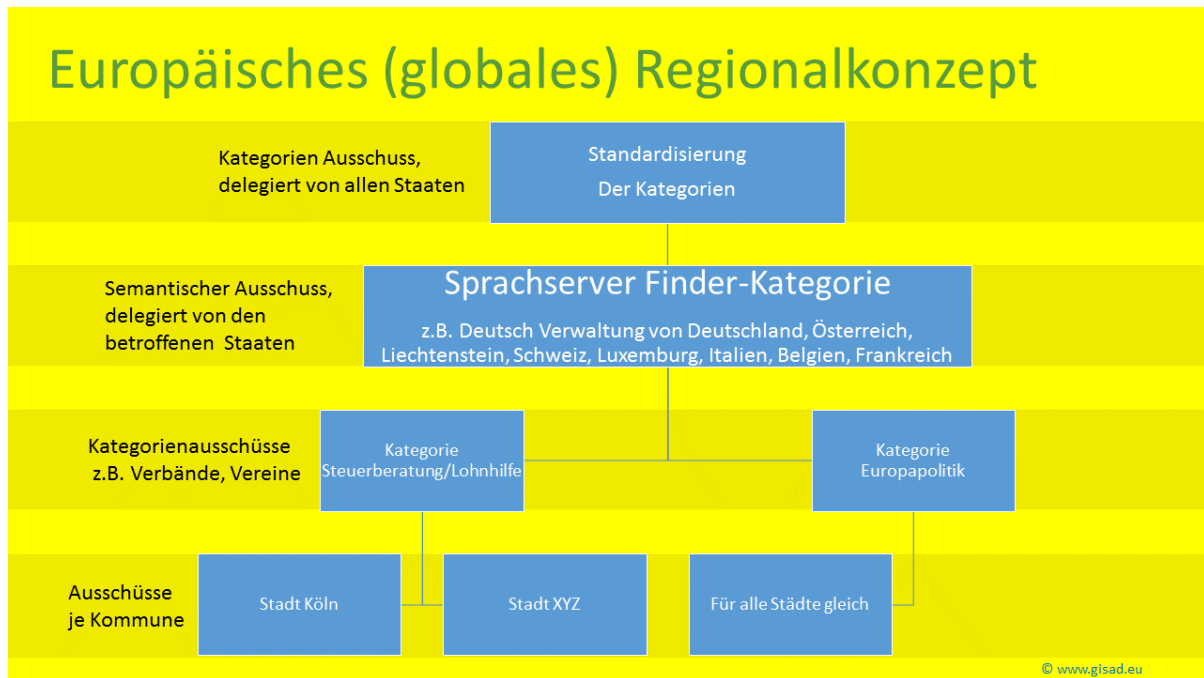 Europäisches (globales) Regionalkonzept
Kategorien Ausschuss,
delegiert von allen Staaten
Standardisierung
Der Kategorien
Semantischer Ausschuss,
delegiert von den
betroffenen Staaten
Sprachserver Finder-Kategorie
z.B. Deutsch Verwaltung von Deutschland, Österreich,
Liechtenstein, Schweiz, Luxemburg, Italien, Belgien, Frankreich
Kategorienausschüsse
z.B. Verbände, Vereine
Kategorie
Steuerberatung/Lohnhilfe
Kategorie
Europapolitik
Ausschüsse
je Kommune
Stadt Köln
Stadt XYZ
Für alle Städte gleich
© www.gisad.eu